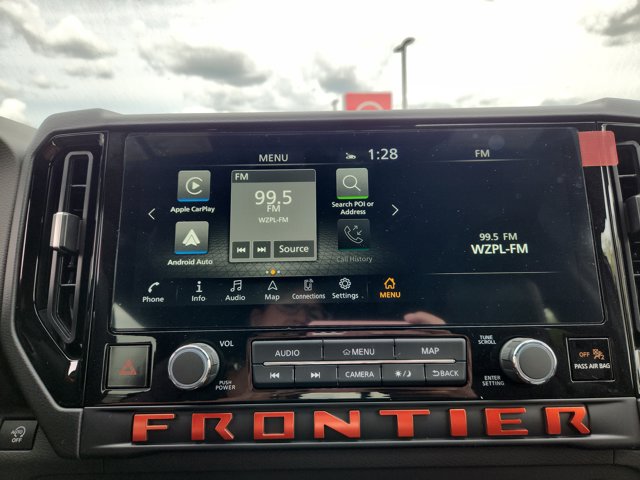 MENU 1:28 FM
Apple CarPlay
Android Auto
FM
99.5
FM
WZPL-FM
Source
Search POI or
Address
Call History
99.5 FM
WZPL-FM
Phone Info Audio Map Connections Settings MENU
VOL
PUSH
POWER
AUDIO MENU MAP
CAMERA BACK
TUNE
SCROLL
ENTER
SETTING
OFF
PASS AIR BAG
OFF
FRONTIER